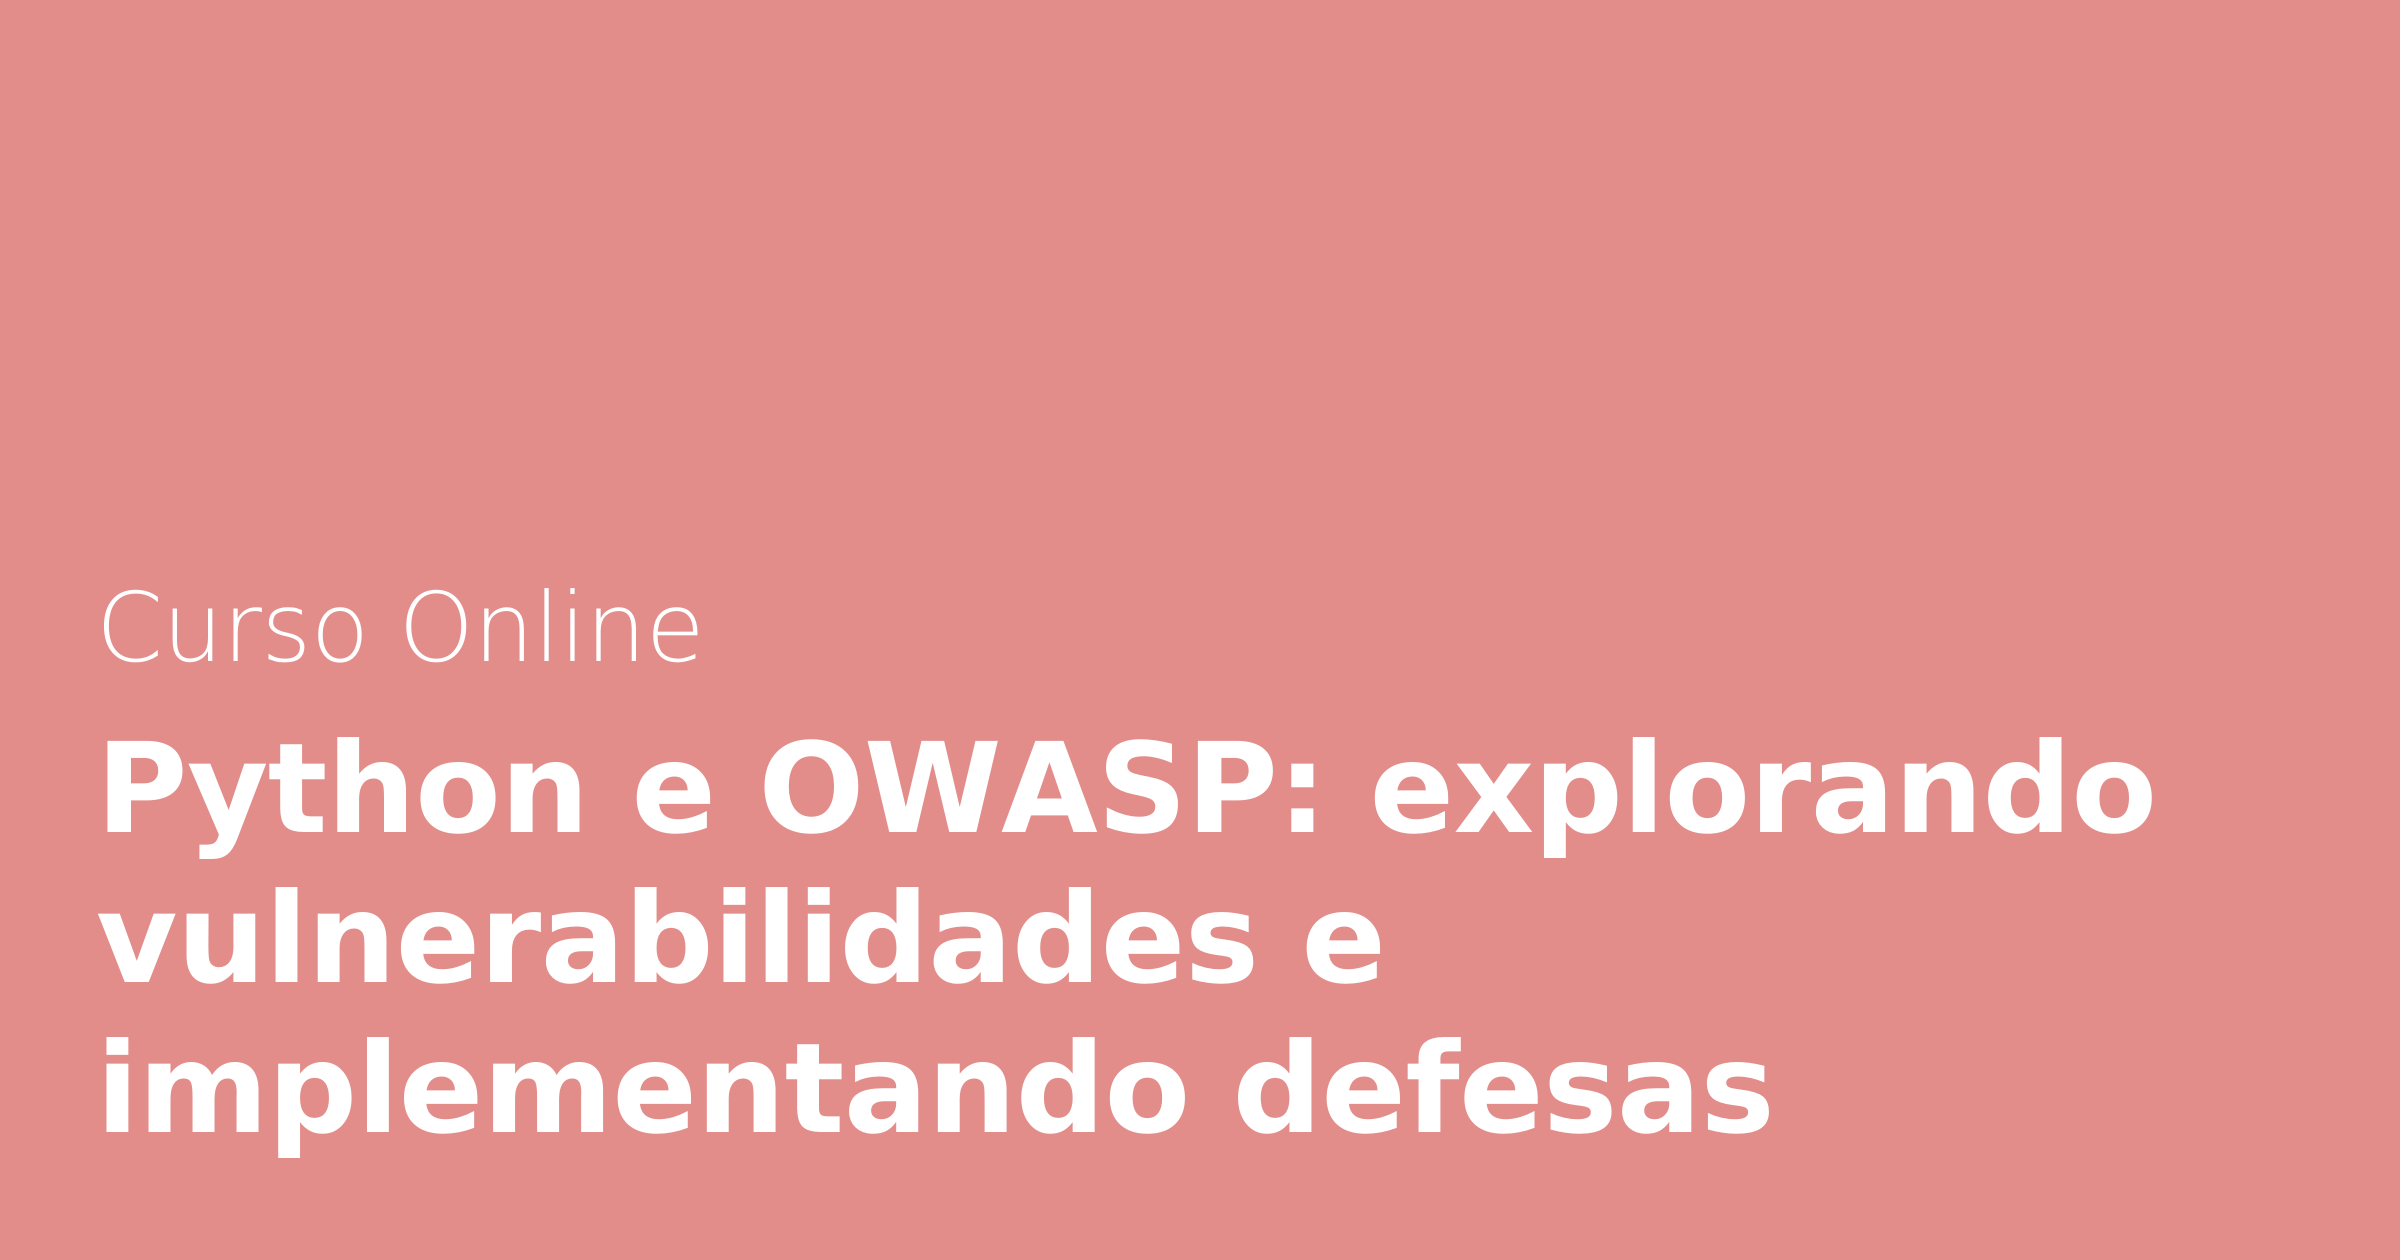 Curso Online
Python e OWASP: explorando
vulnerabilidades e
implementando defesas